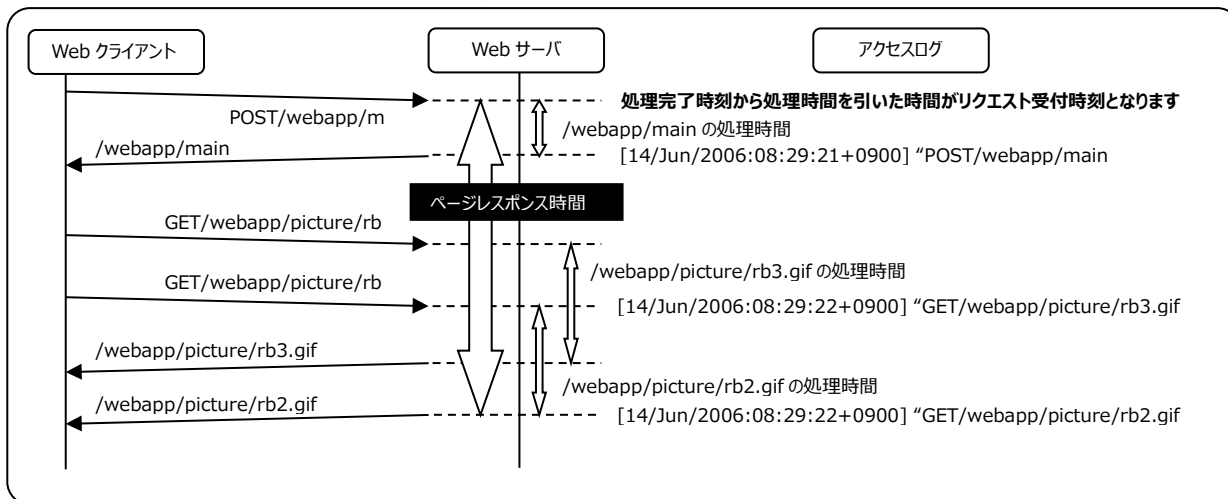 Web クライアント
Web サーバ
アクセスログ
処理完了時刻から処理時間を引いた時間がリクエスト受付時刻となります
POST/webapp/m
/webapp/main の処理時間
/webapp/main
[14/Jun/2006:08:29:21+0900] “POST/webapp/main
ページレスポンス時間
GET/webapp/picture/rb
/webapp/picture/rb3.gif の処理時間
GET/webapp/picture/rb
[14/Jun/2006:08:29:22+0900] “GET/webapp/picture/rb3.gif
/webapp/picture/rb3.gif
/webapp/picture/rb2.gif の処理時間
/webapp/picture/rb2.gif
[14/Jun/2006:08:29:22+0900] “GET/webapp/picture/rb2.gif